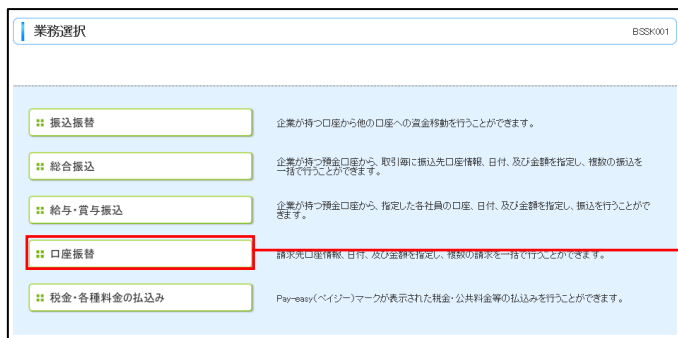 業務選択
BSSK001
振込振替
企業が持つ口座から他の口座への資金移動を行うことができます。
総合振込
企業が持つ預金口座から、取引毎に振込先口座情報、日付、及び金額を指定し、複数の振込を
一括で行うことができます。
給与・賞与振込
企業が持つ預金口座から、指定した各社員の口座、日付、及び金額を指定し、振込を行うことがで
きます。
口座振替
請求先口座情報、日付、及び金額を指定し、複数の請求を一括で行うことができます。
税金・各種料金の払込み
Pay-easy(ペイジー)マークが表示された税金・公共料金等の払込みを行うことができます。